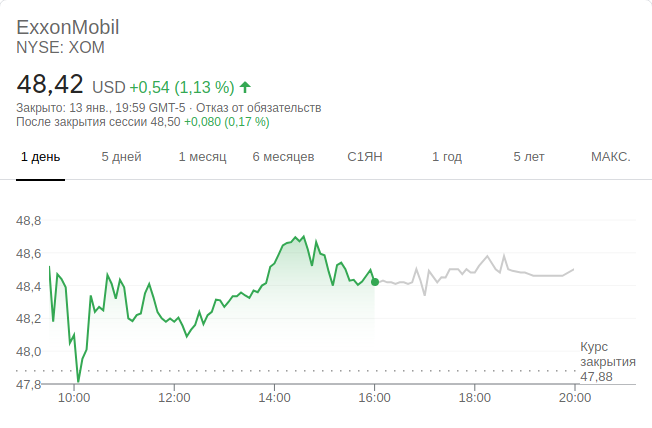 ExxonMobil
NYSE: XOM
48,42 USD +0,54 (1,13 %)
Закрыто: 13 янв., 19:59 GMT-5 · Отказ от обязательств
После закрытия сессии 48,50 +0,080 (0,17 %)
1 день 5 дней 1 месяц 6 месяцев С1ЯН 1 год 5 лет МАКС.
48,8
48,6
48,4
48,2
48,0
Курс
закрытия
47,88
47,8
10:00 12:00 14:00 16:00 18:00 20:00